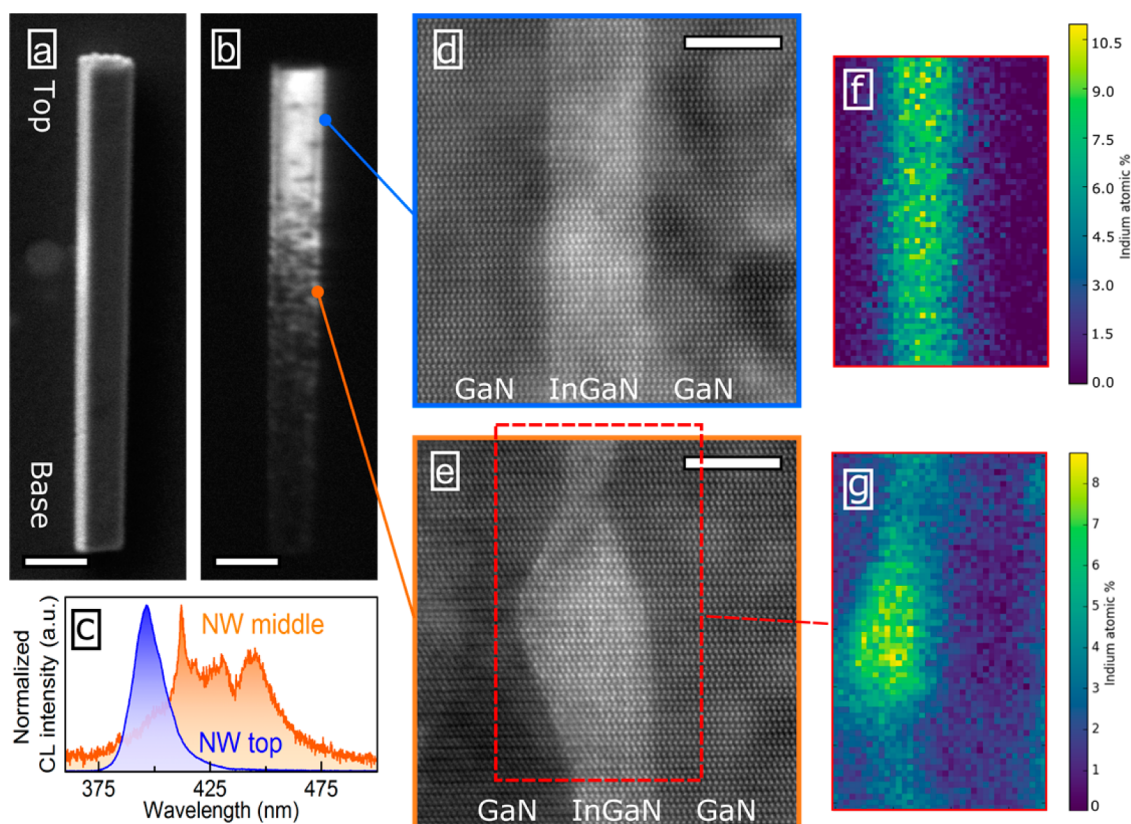 a
Top
Base
b
c
Normalized
CL intensity (a.u.)
NW middle
NW top
375
425
475
Wavelength (nm)
d
GaN InGaN GaN
e
GaN InGaN GaN
f
10.5
9.0
7.5
6.0
4.5
3.0
1.5
0.0
Indium atomic %
g
8
7
6
5
4
3
2
1
0
Indium atomic %